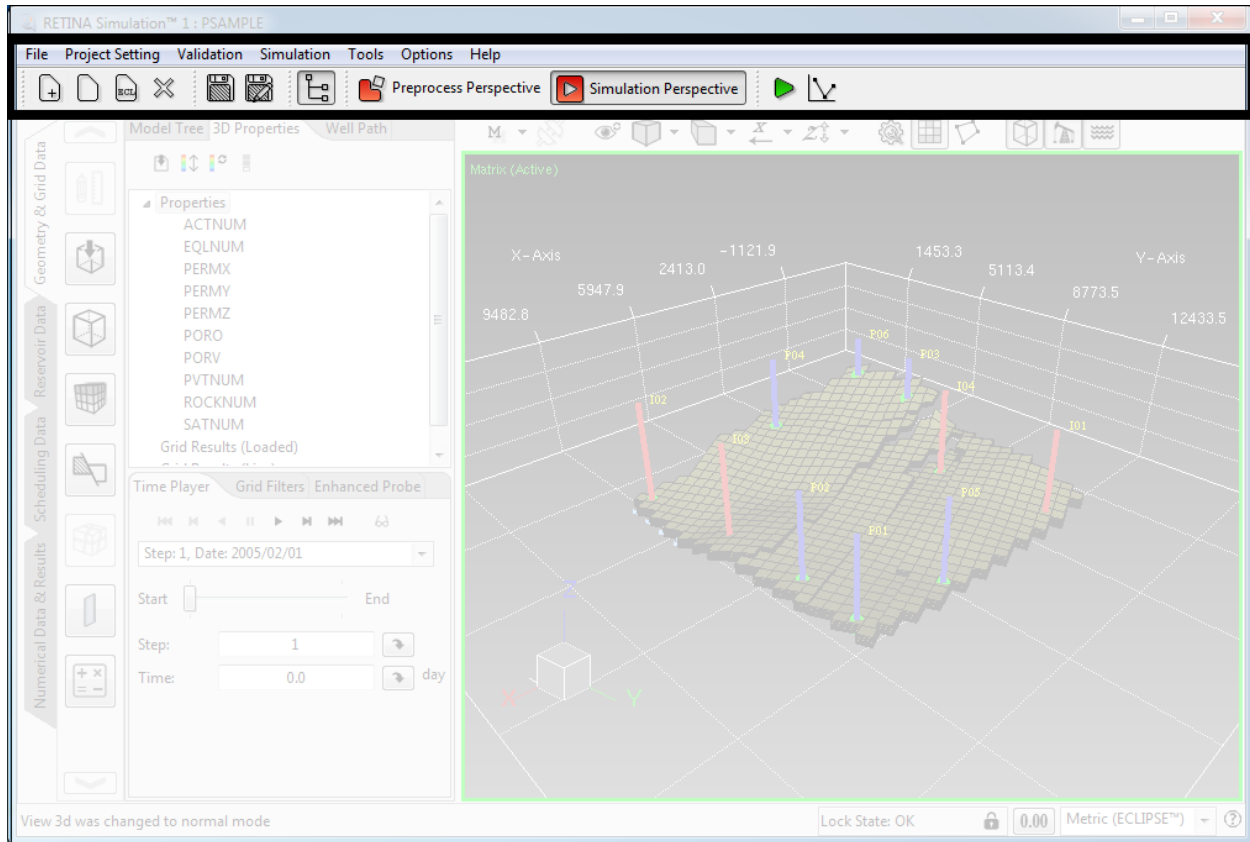 RETINA Simulation™ 1 : PSAMPLE
File Project Setting Validation Simulation Tools Options Help
ECL Preprocess Perspective Simulation Perspective
Model Tree 3D Properties Well Path
M X Z
Geometry & Grid Data
Reservoir Data
Scheduling Data
Numerical Data & Results
Properties
ACTNUM
EQLNUM
PERMX
PERMY
PERMZ
PORO
PORV
PVTNUM
ROCKNUM
SATNUM
Grid Results (Loaded)
Time Player Grid Filters Enhanced Probe
Step: 1, Date: 2005/02/01
Start End
Step: 1
Time: 0.0 day
Matrix (Active)
X-Axis -1121.9 1453.3 Y-Axis
2413.0 5113.4
5947.9 8773.5
9482.8 12433.5
P06
P04 P03
I04
I02
I01
I03
P02 P05
P01
Z
X Y
View 3d was changed to normal mode Lock State: OK 0.00 Metric (ECLIPSE™) ?